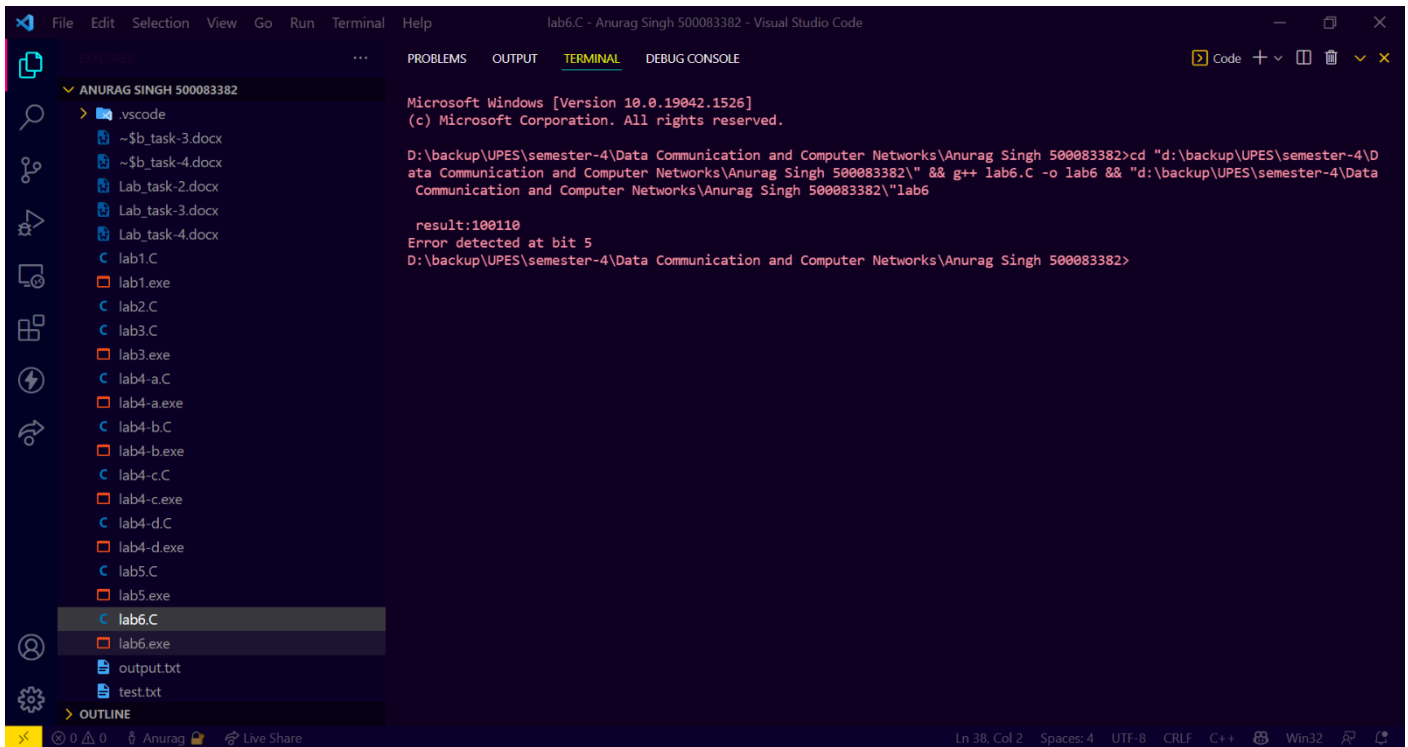 File Edit Selection View Go Run Terminal Help lab6.C - Anurag Singh 500083382 - Visual Studio Code
EXPLORER ...
PROBLEMS OUTPUT TERMINAL DEBUG CONSOLE Code
ANURAG SINGH 500083382
.vscode
~$b_task-3.docx
~$b_task-4.docx
Lab_task-2.docx
Lab_task-3.docx
Lab_task-4.docx
lab1.C
lab1.exe
lab2.C
lab3.C
lab3.exe
lab4-a.C
lab4-a.exe
lab4-b.C
lab4-b.exe
lab4-c.C
lab4-c.exe
lab4-d.C
lab4-d.exe
lab5.C
lab5.exe
lab6.C
lab6.exe
output.txt
test.txt
OUTLINE
Microsoft Windows [Version 10.0.19042.1526]
(c) Microsoft Corporation. All rights reserved.
D:\backup\UPES\semester-4\Data Communication and Computer Networks\Anurag Singh 500083382>cd "d:\backup\UPES\semester-4\D
ata Communication and Computer Networks\Anurag Singh 500083382\" && g++ lab6.C -o lab6 && "d:\backup\UPES\semester-4\Data
Communication and Computer Networks\Anurag Singh 500083382\"lab6
result:100110
Error detected at bit 5
D:\backup\UPES\semester-4\Data Communication and Computer Networks\Anurag Singh 500083382>
0 0 Anurag Live Share Ln 38, Col 2 Spaces: 4 UTF-8 CRLF C++ Win32